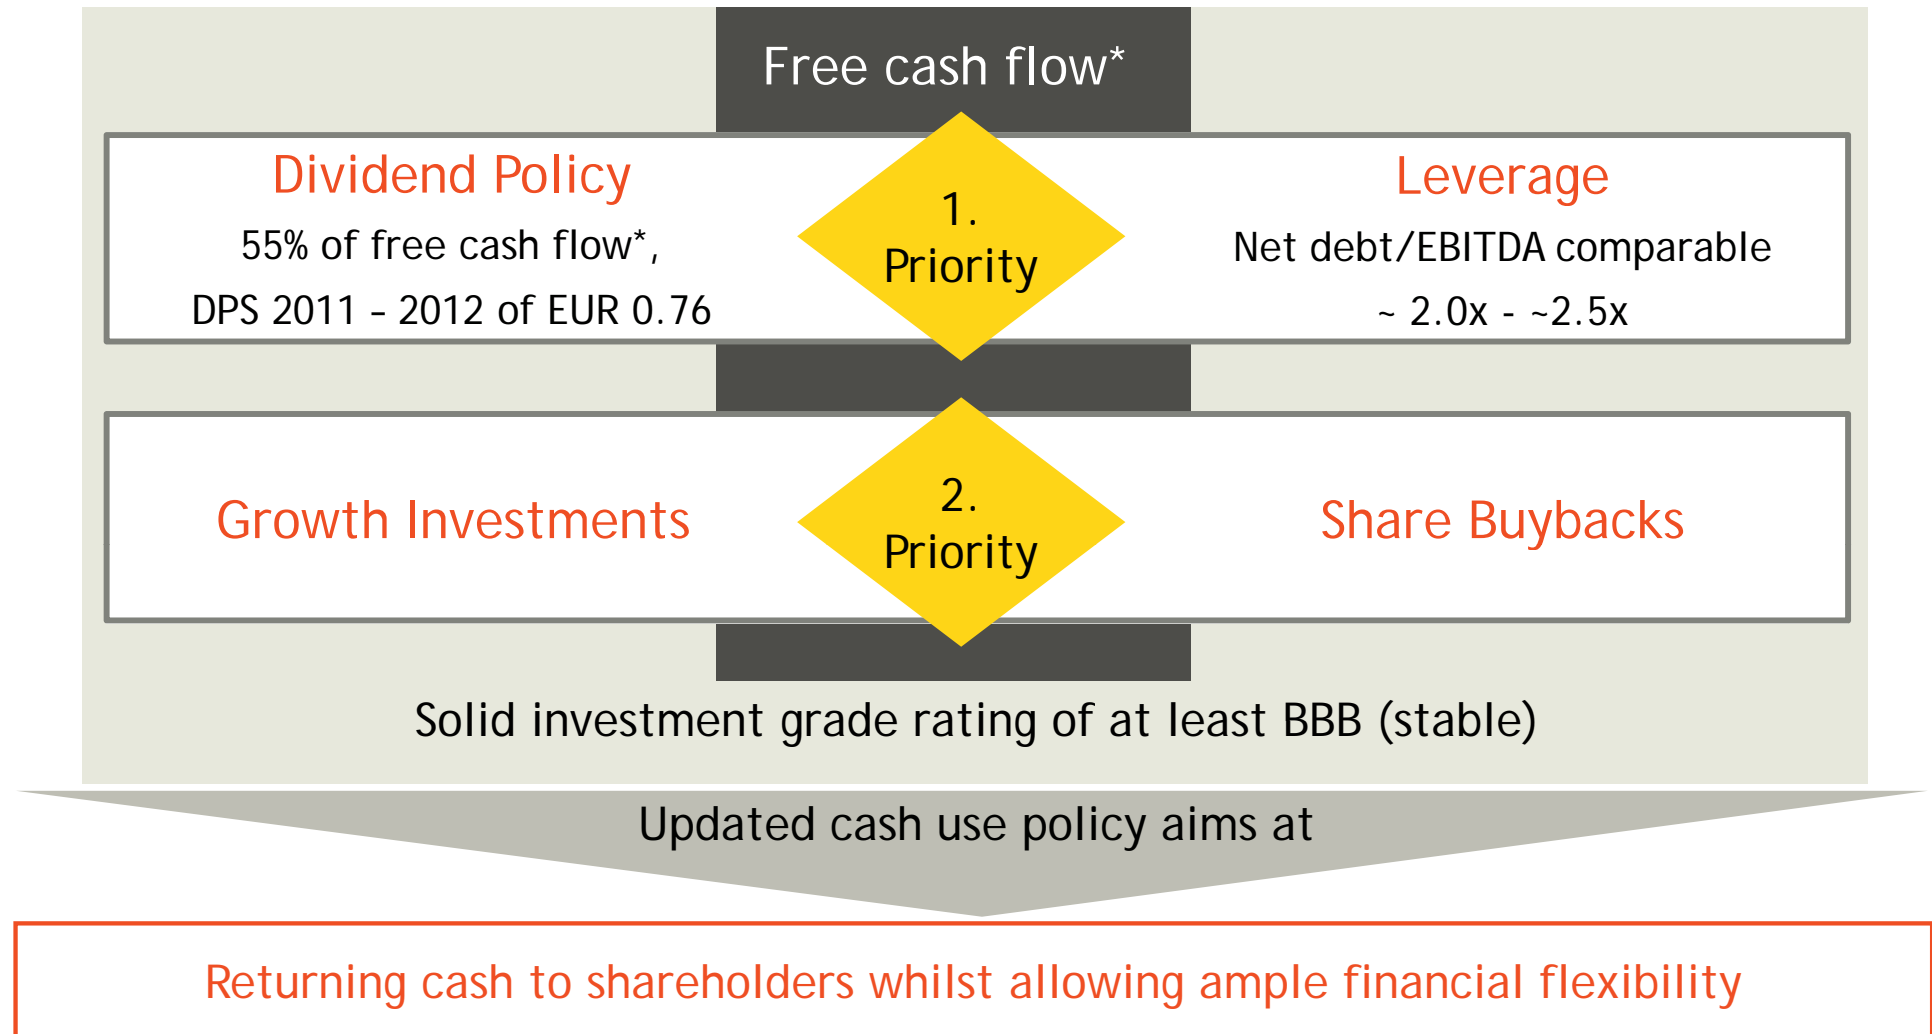 Free cash flow*
Dividend Policy
55% of free cash flow*,
DPS 2011 – 2012 of EUR 0.76
1.
Priority
Leverage
Net debt/EBITDA comparable
~ 2.0x - ~2.5x
Growth Investments
2.
Priority
Share Buybacks
Solid investment grade rating of at least BBB (stable)
Updated cash use policy aims at
Returning cash to shareholders whilst allowing ample financial flexibility